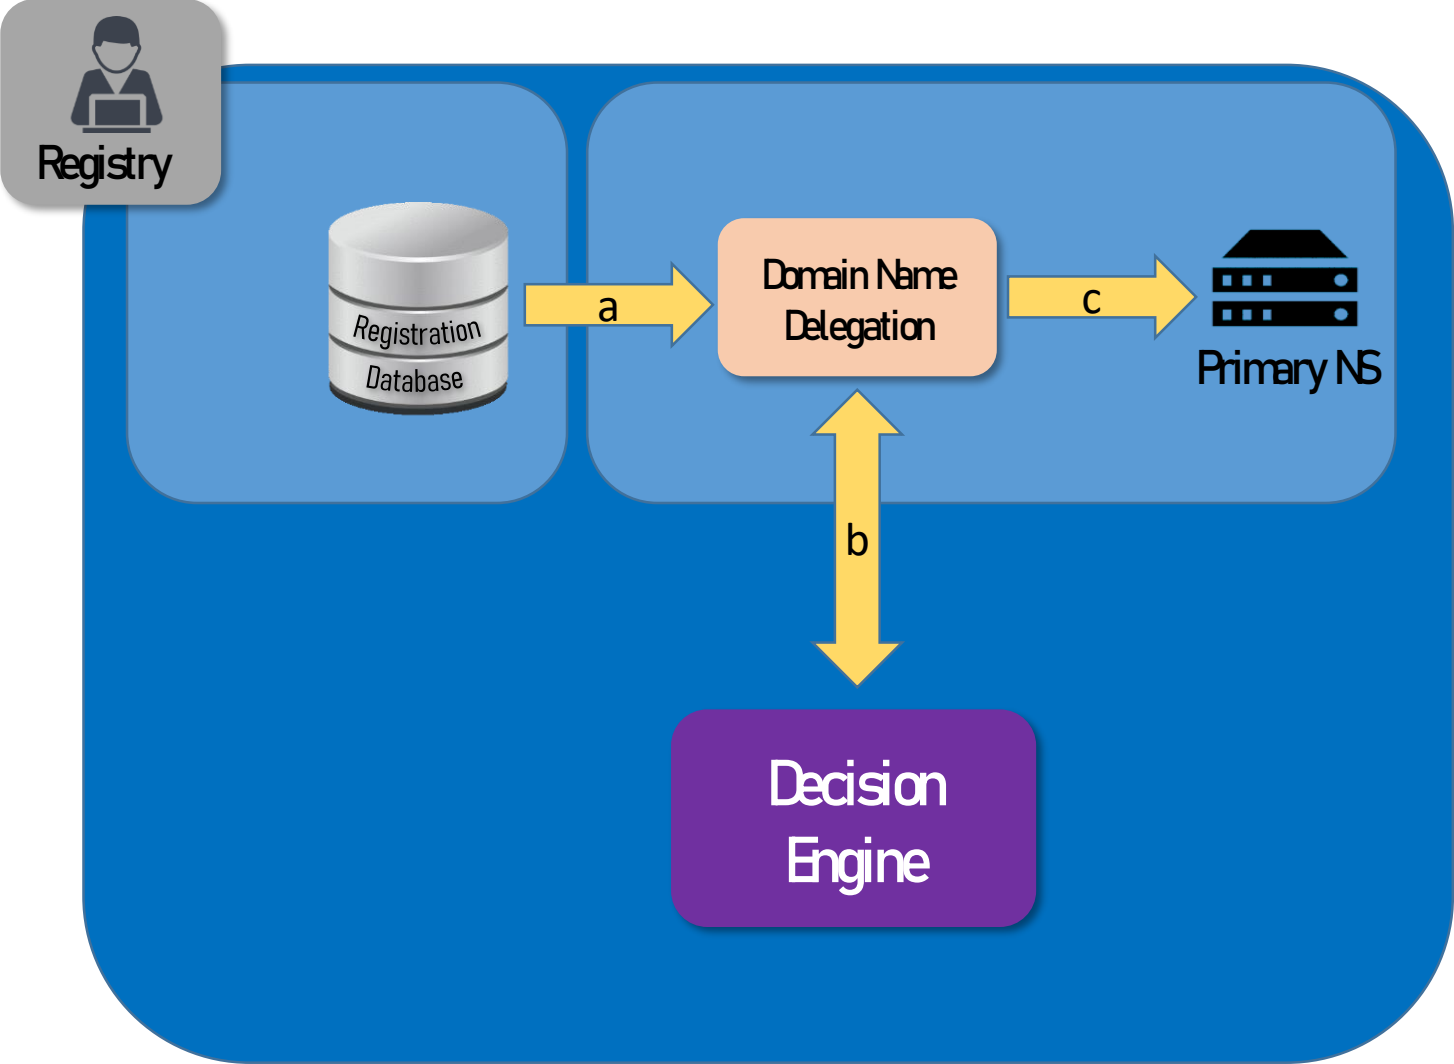 Registry
Registration
Database
a
Domain Name
Delegation
c
Primary NS
b
Decision
Engine